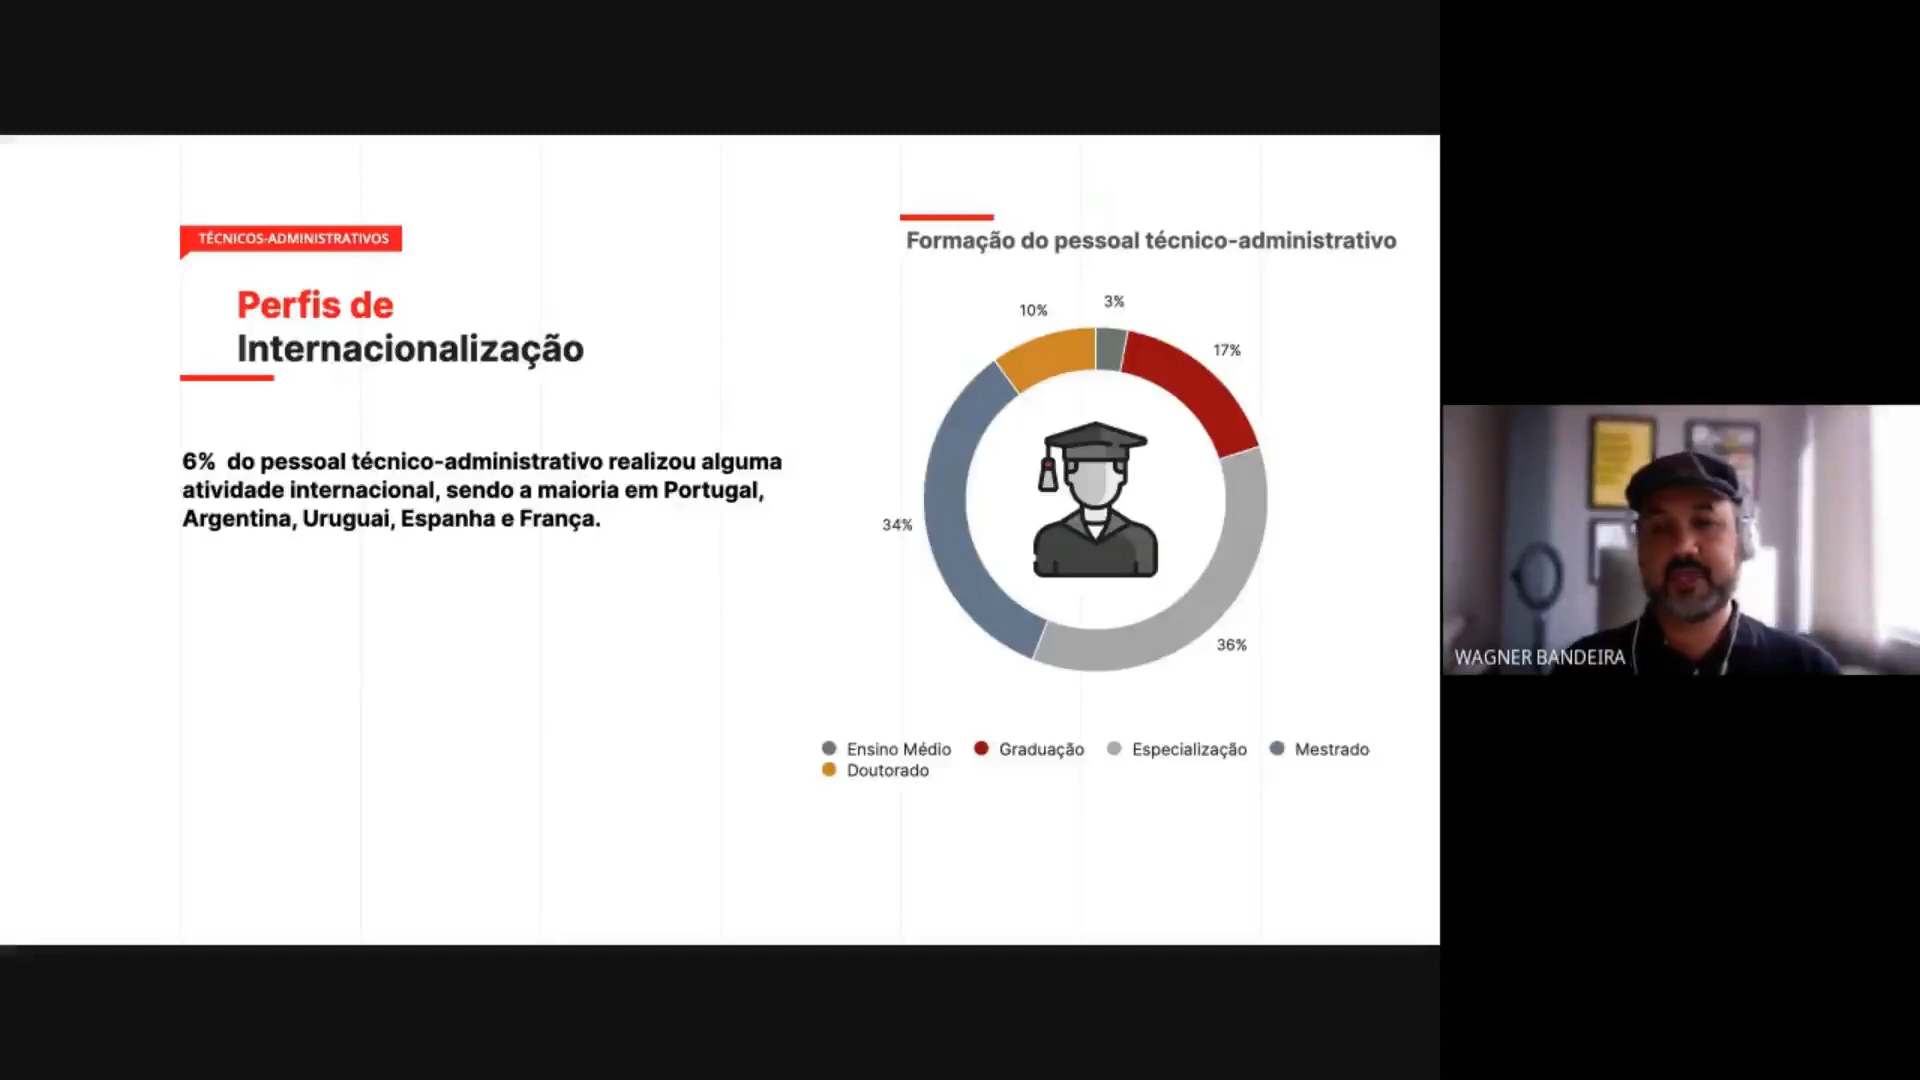 TÉCNICOS-ADMINISTRATIVOS
Perfis de
Internacionalização
6% do pessoal técnico-administrativo realizou alguma
atividade internacional, sendo a maioria em Portugal,
Argentina, Uruguai, Espanha e França.
Formação do pessoal técnico-administrativo
10%
3%
17%
34%
36%
Ensino Médio
Graduação
Especialização
Mestrado
Doutorado
WAGNER BANDEIRA